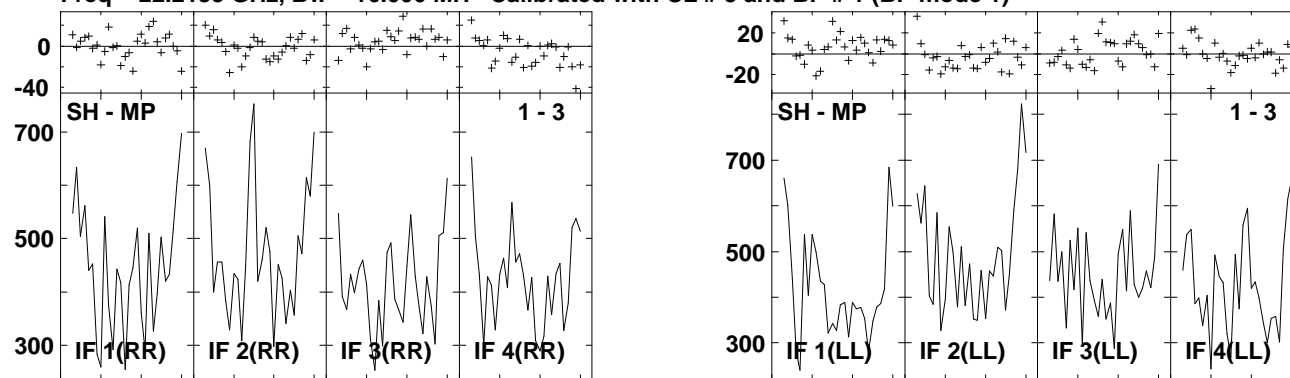 0
-40
SH - MP
1 - 3
700
500
300
IF 1(RR)
IF 2(RR)
IF 3(RR)
IF 4(RR)
20
-20
SH - MP
1 - 3
700
500
300
IF 1(LL)
IF 2(LL)
IF 3(LL)
IF 4(LL)